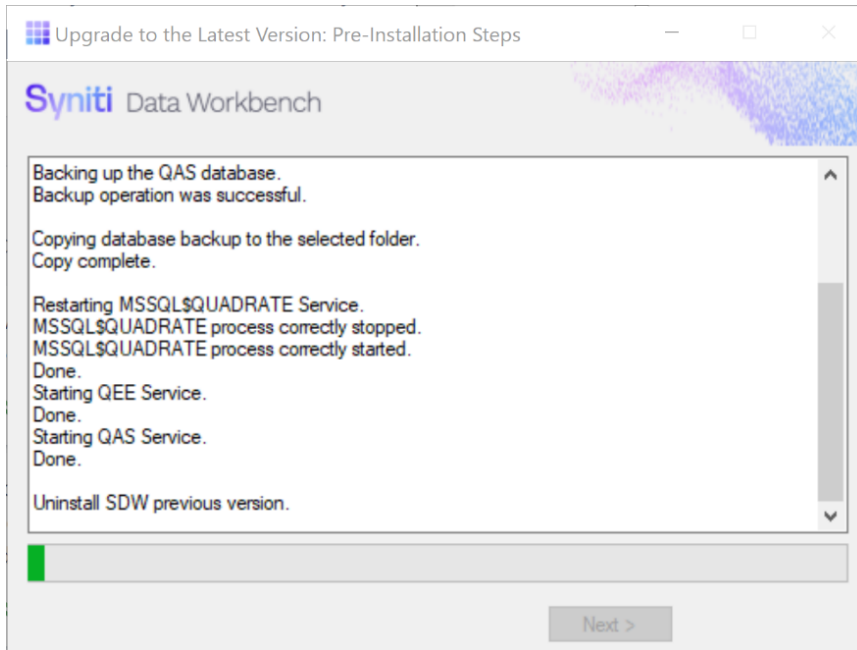 Upgrade to the Latest Version: Pre-Installation Steps
Syniti Data Workbench
Backing up the QAS database.
Backup operation was successful.
Copying database backup to the selected folder.
Copy complete.
Restarting MSSQL$QUADRATE Service.
MSSQL$QUADRATE process correctly stopped.
MSSQL$QUADRATE process correctly started.
Done.
Starting QEE Service.
Done.
Starting QAS Service.
Done.
Uninstall SDW previous version.
Next >